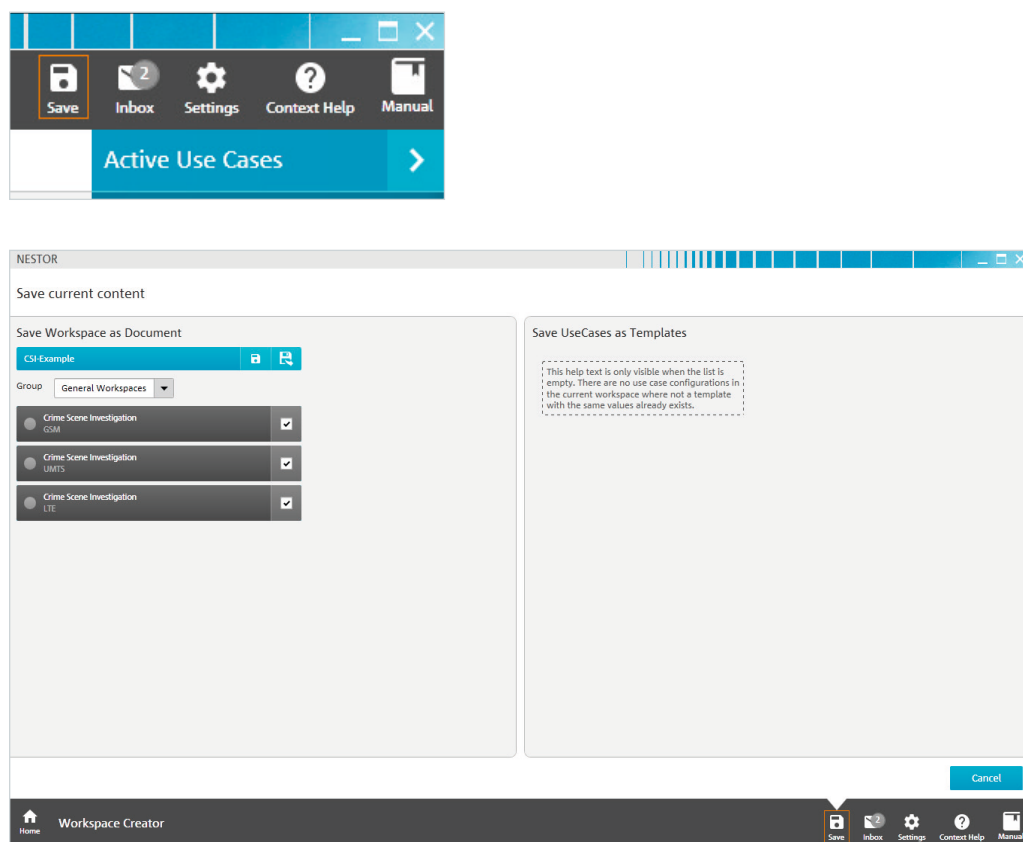 2
Save Inbox Settings Context Help Manual
Active Use Cases
NESTOR
Save current content
Save Workspace as Document
CSI-Example
Group General Workspaces
Crime Scene Investigation
GSM
Crime Scene Investigation
UMTS
Crime Scene Investigation
LTE
Save UseCases as Templates
This help text is only visible when the list is
empty. There are no use case configurations in
the current workspace where not a template
with the same values already exists.
Cancel
Home Workspace Creator
2
Save Inbox Settings Context Help Manual